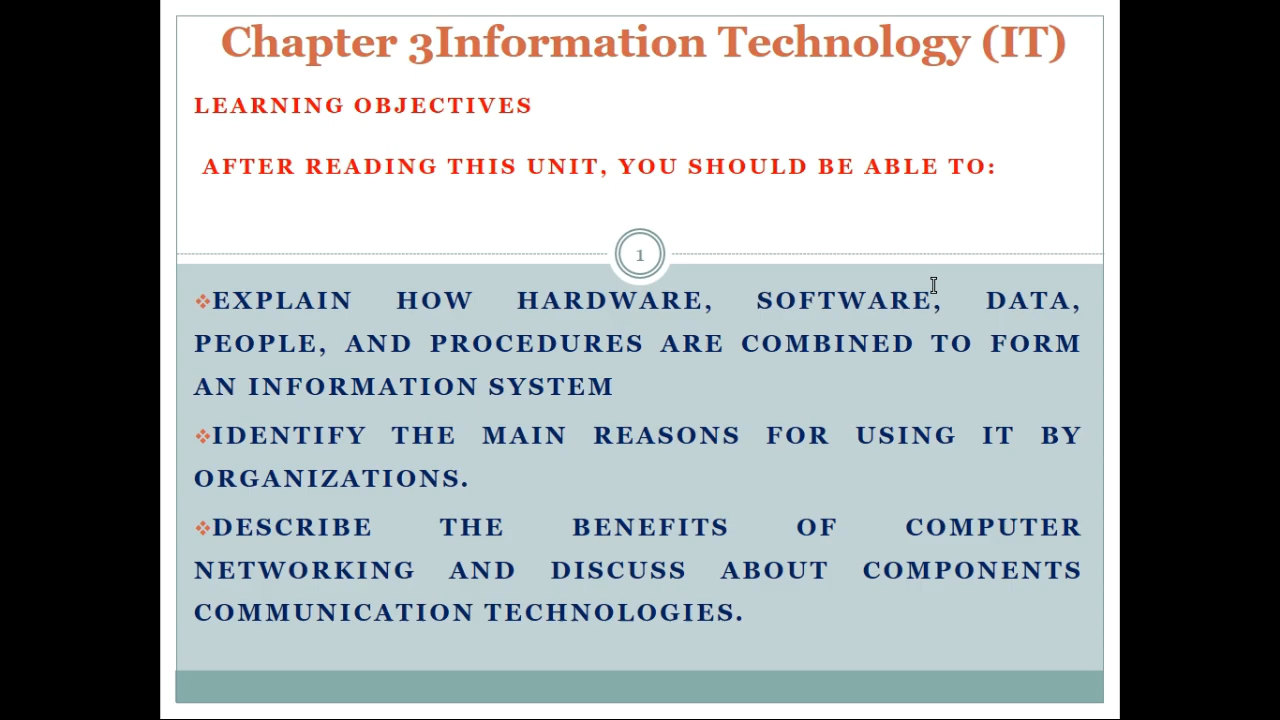 Chapter 3Information Technology (IT)
LEARNING OBJECTIVES
AFTER READING THIS UNIT, YOU SHOULD BE ABLE TO:
1
❖EXPLAIN HOW HARDWARE, SOFTWARE, DATA,
PEOPLE, AND PROCEDURES ARE COMBINED TO FORM
AN INFORMATION SYSTEM
❖IDENTIFY THE MAIN REASONS FOR USING IT BY
ORGANIZATIONS.
❖DESCRIBE THE BENEFITS OF COMPUTER
NETWORKING AND DISCUSS ABOUT COMPONENTS
COMMUNICATION TECHNOLOGIES.